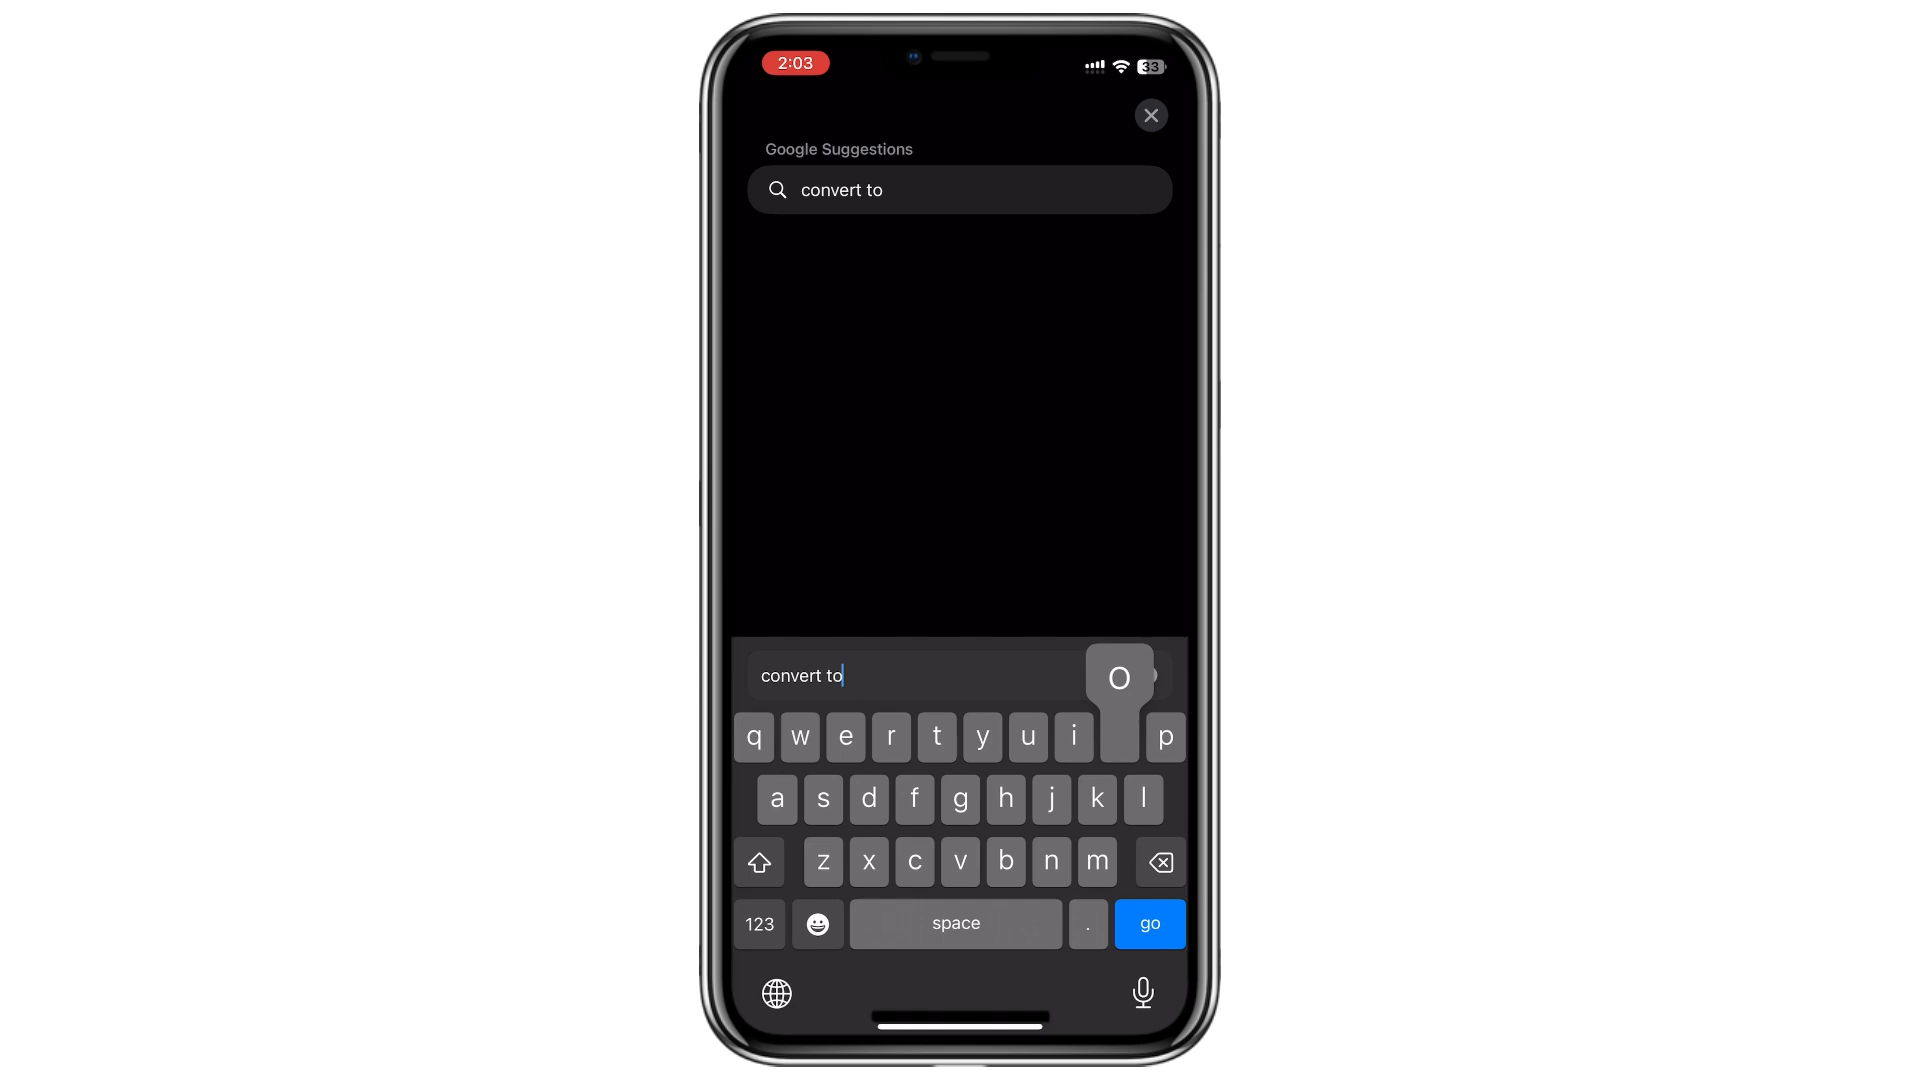 2:03
33
Google Suggestions
convert to
convert to
O
q w e r t y u i p
a s d f g h j k l
z x c v b n m
123 space . go